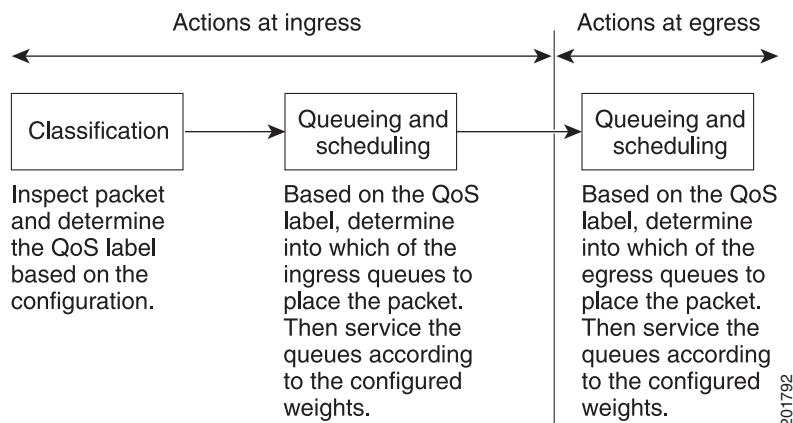 Actions at ingress
Actions at egress
Classification
Queueing and
scheduling
Queueing and
scheduling
Inspect packet
and determine
the QoS label
based on the
configuration.
Based on the QoS
label, determine
into which of the
ingress queues to
place the packet.
Then service the
queues according
to the configured
weights.
Based on the QoS
label, determine
into which of the
egress queues to
place the packet.
Then service the
queues according
to the configured
weights.
201792